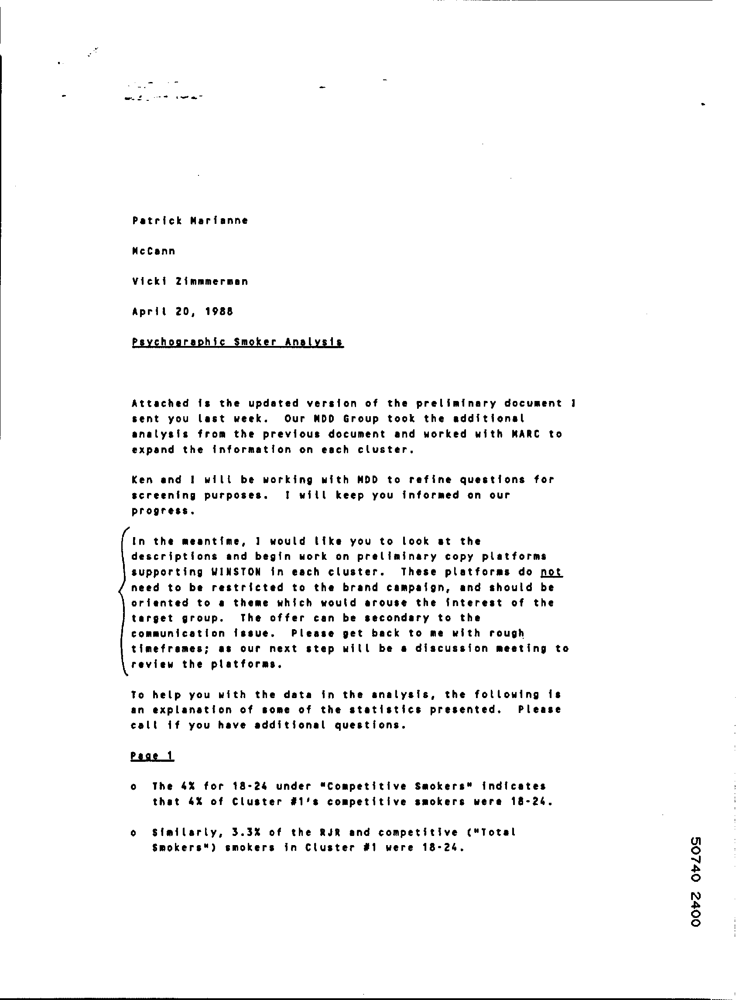 Patrick Marianne
McCann
Vicki Zimmmerman
April 20, 1988
Psychographic Smoker Analysis
Attached is the updated version of the preliminary document I
sent you last week.  Our MDD Group took the additional
analysis from the previous document and worked with MARC to
expand the information on each cluster.
Ken and I will be working with MDD to refine questions for
screening purposes.  I will keep you informed on our
progress.
In the meantime, I would like you to look at the
descriptions and begin work on preliminary copy platforms
supporting WINSTON in each cluster.  These platforms do not
need to be restricted to the brand campaign, and should be
oriented to a theme which would arouse the interest of the
target group.  The offer can be secondary to the
communication issue.  Please get back to me with rough
timeframes; as our next step will be a discussion meeting to
review the platforms.
To help you with the data in the analysis, the following is
an explanation of some of the statistics presented.  Please
call if you have additional questions.
Page 1
o  The 4% for 18-24 under "Competitive Smokers" indicates
that 4% of Cluster #1's competitive smokers were 18-24.
o  Similarly, 3.3% of the RJR and competitive ("Total
Smokers") smokers in Cluster #1 were 18-24.
50740 2400